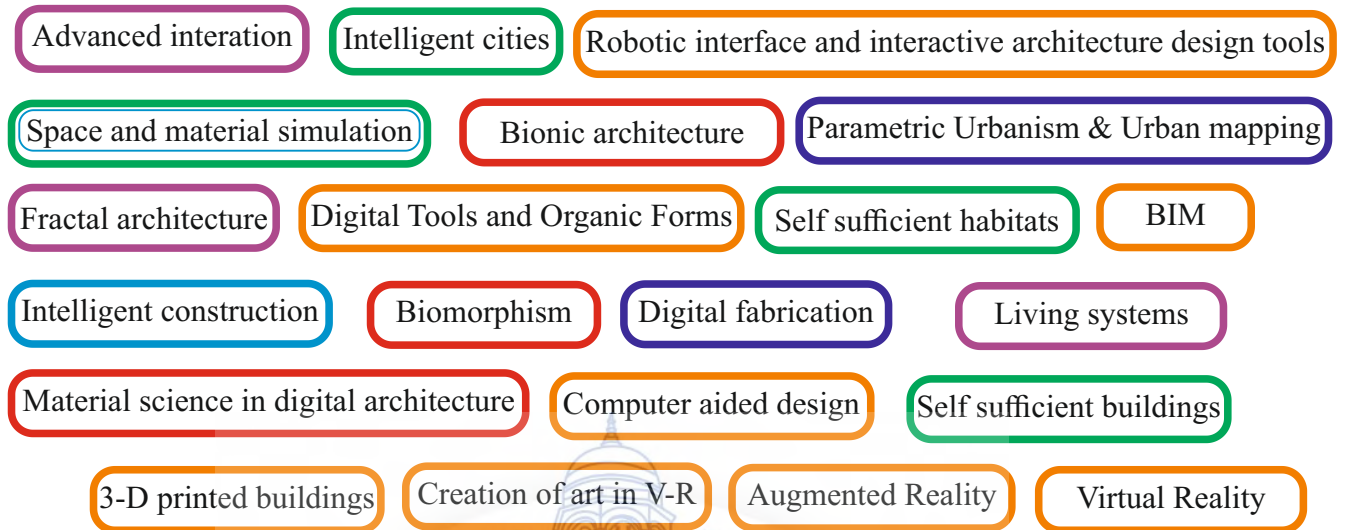 Advanced interation Intelligent cities Robotic interface and interactive architecture design tools
Space and material simulation Bionic architecture Parametric Urbanism & Urban mapping
Fractal architecture Digital Tools and Organic Forms Self sufficient habitats BIM
Intelligent construction Biomorphism Digital fabrication Living systems
Material science in digital architecture Computer aided design Self sufficient buildings
3-D printed buildings Creation of art in V-R Augmented Reality Virtual Reality